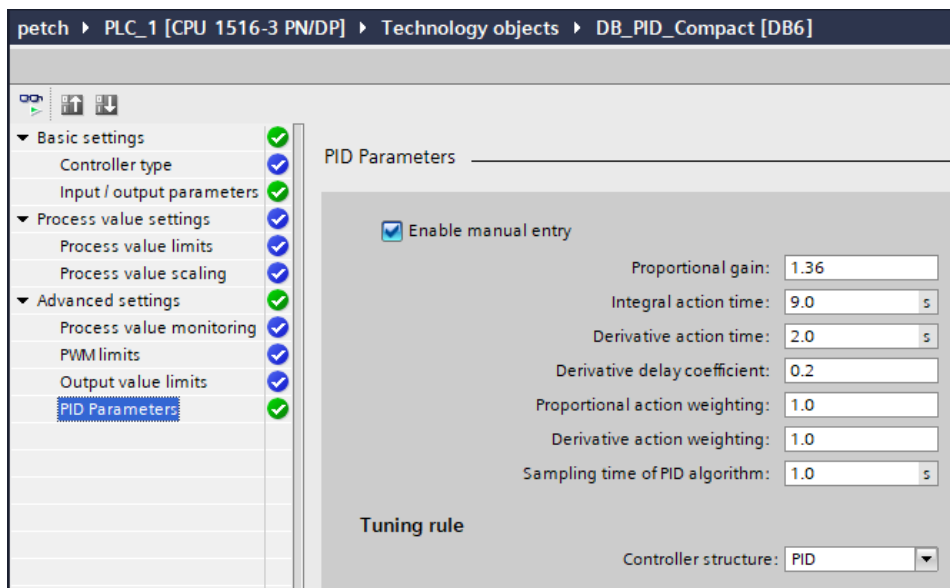 petch ▸ PLC_1 [CPU 1516-3 PN/DP] ▸ Technology objects ▸ DB_PID_Compact [DB6]
Basic settings
Controller type
Input / output parameters
Process value settings
Process value limits
Process value scaling
Advanced settings
Process value monitoring
PWM limits
Output value limits
PID Parameters
PID Parameters
Enable manual entry
Proportional gain: 1.36
Integral action time: 9.0 s
Derivative action time: 2.0 s
Derivative delay coefficient: 0.2
Proportional action weighting: 1.0
Derivative action weighting: 1.0
Sampling time of PID algorithm: 1.0 s
Tuning rule
Controller structure: PID